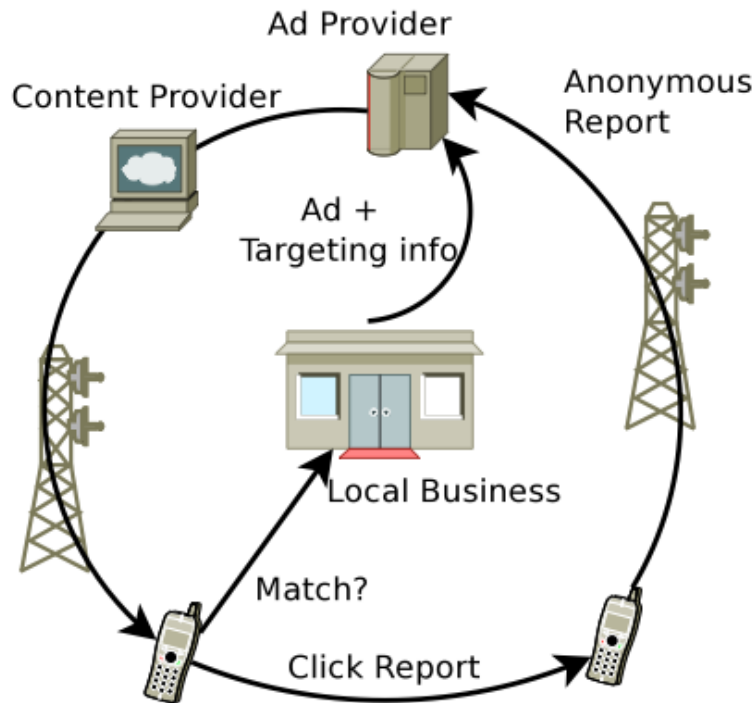 Ad Provider
Content Provider
Anonymous
Report
Ad +
Targeting info
Local Business
Match?
Click Report